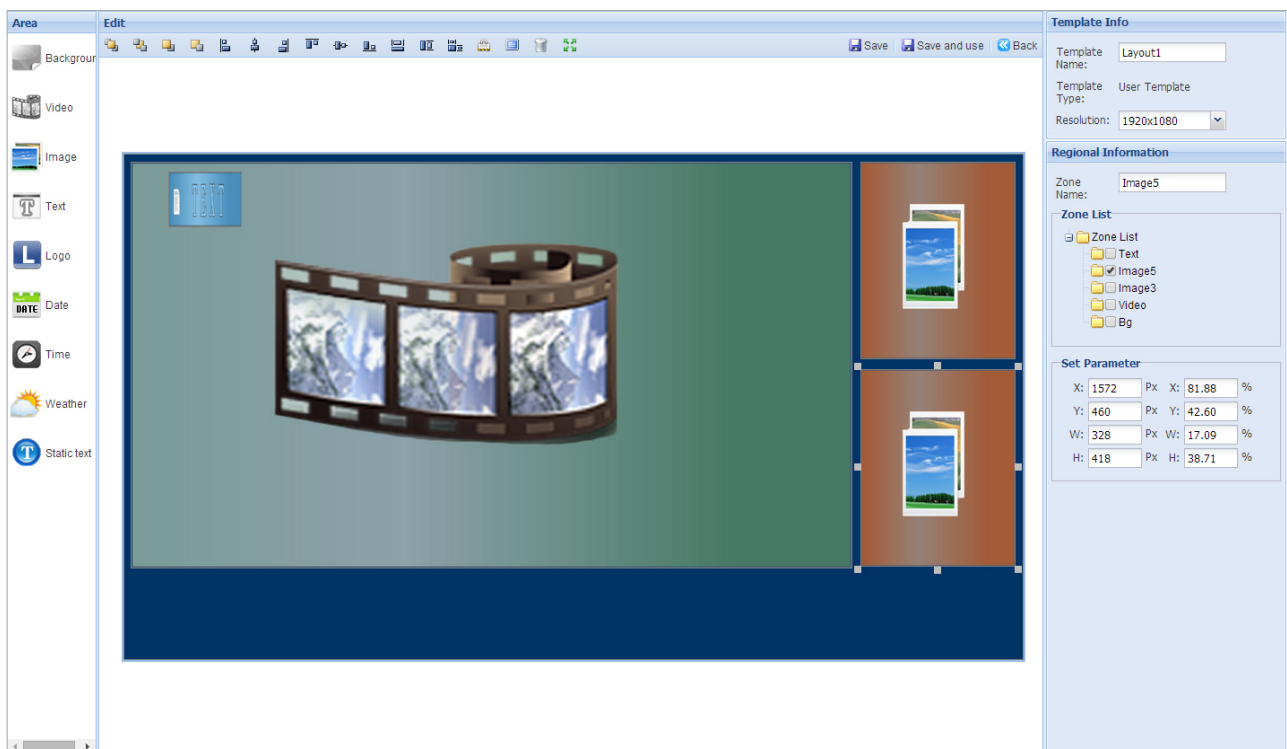 Area
Backgrour
Video
Image
T
Text
L
Logo
DATE
Date
Time
Weather
T
Static text
Edit
Save
Save and use
Back
TEXT
Template Info
Template Name:
Layout1
Template Type:
User Template
Resolution:
1920x1080
Regional Information
Zone Name:
Image5
Zone List
Zone List
Text
Image5
Image3
Video
Bg
Set Parameter
X: 1572 Px X: 81.88 %
Y: 460 Px Y: 42.60 %
W: 328 Px W: 17.09 %
H: 418 Px H: 38.71 %